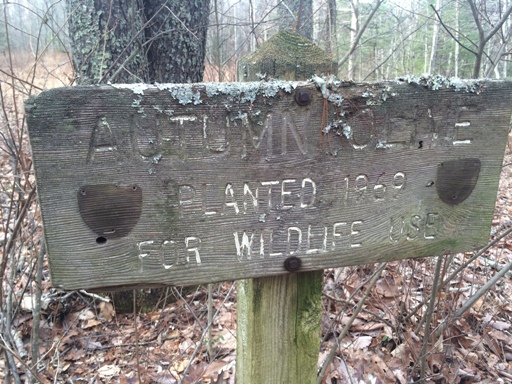 AUTUMN OLIVE
PLANTED 1969
FOR WILDLIFE USE